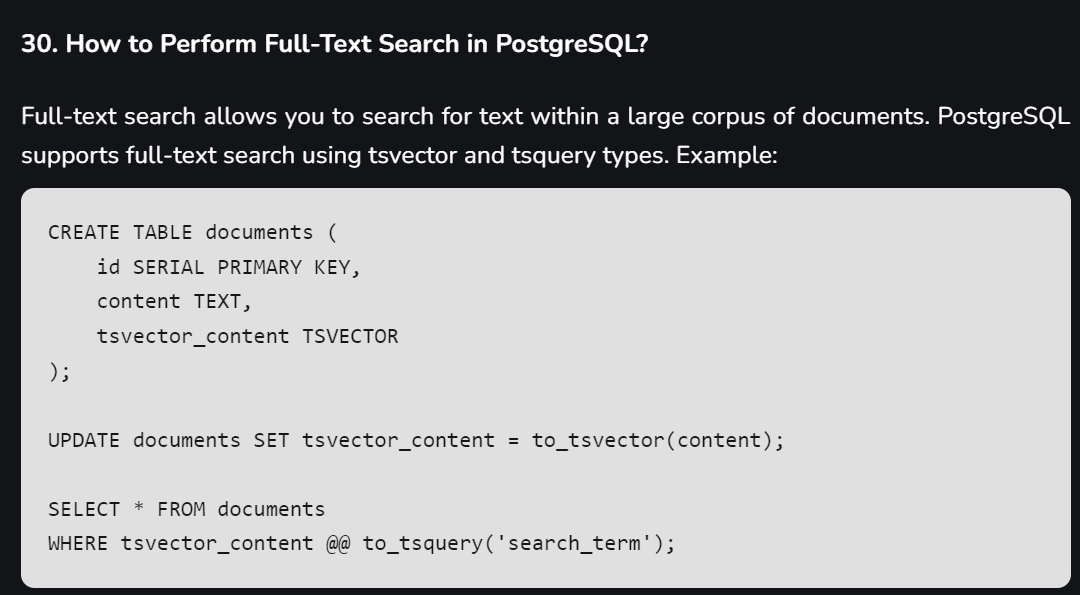 30. How to Perform Full-Text Search in PostgreSQL?
Full-text search allows you to search for text within a large corpus of documents. PostgreSQL
supports full-text search using tsvector and tsquery types. Example:
CREATE TABLE documents (
    id SERIAL PRIMARY KEY,
    content TEXT,
    tsvector_content TSVECTOR
);
UPDATE documents SET tsvector_content = to_tsvector(content);
SELECT * FROM documents
WHERE tsvector_content @@ to_tsquery('search_term');